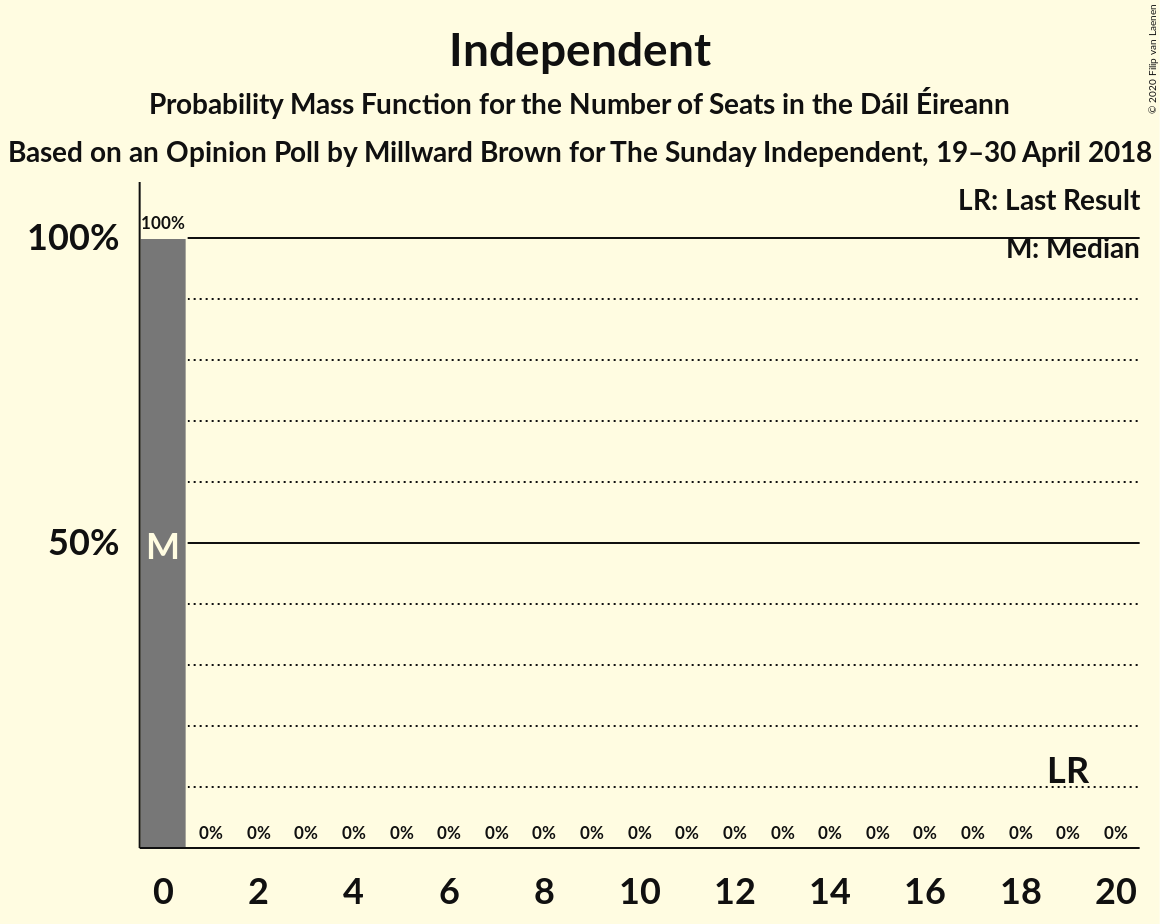 Independent
Probability Mass Function for the Number of Seats in the Dáil Éireann
Based on an Opinion Poll by Millward Brown for The Sunday Independent, 19–30 April 2018
© 2020 Filip van Laenen
LR: Last Result
M: Median
100%
100%
50%
M
LR
0% 0% 0% 0% 0% 0% 0% 0% 0% 0% 0% 0% 0% 0% 0% 0% 0% 0% 0% 0%
0 2 4 6 8 10 12 14 16 18 20